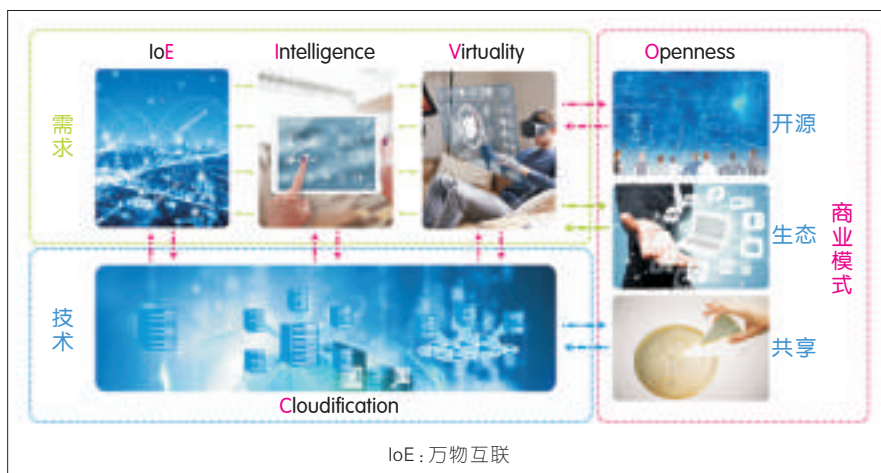 IoE
Intelligence
Virtuality
Openness
需求
开源
生态
商业模式
技术
共享
Cloudification
IoE：万物互联